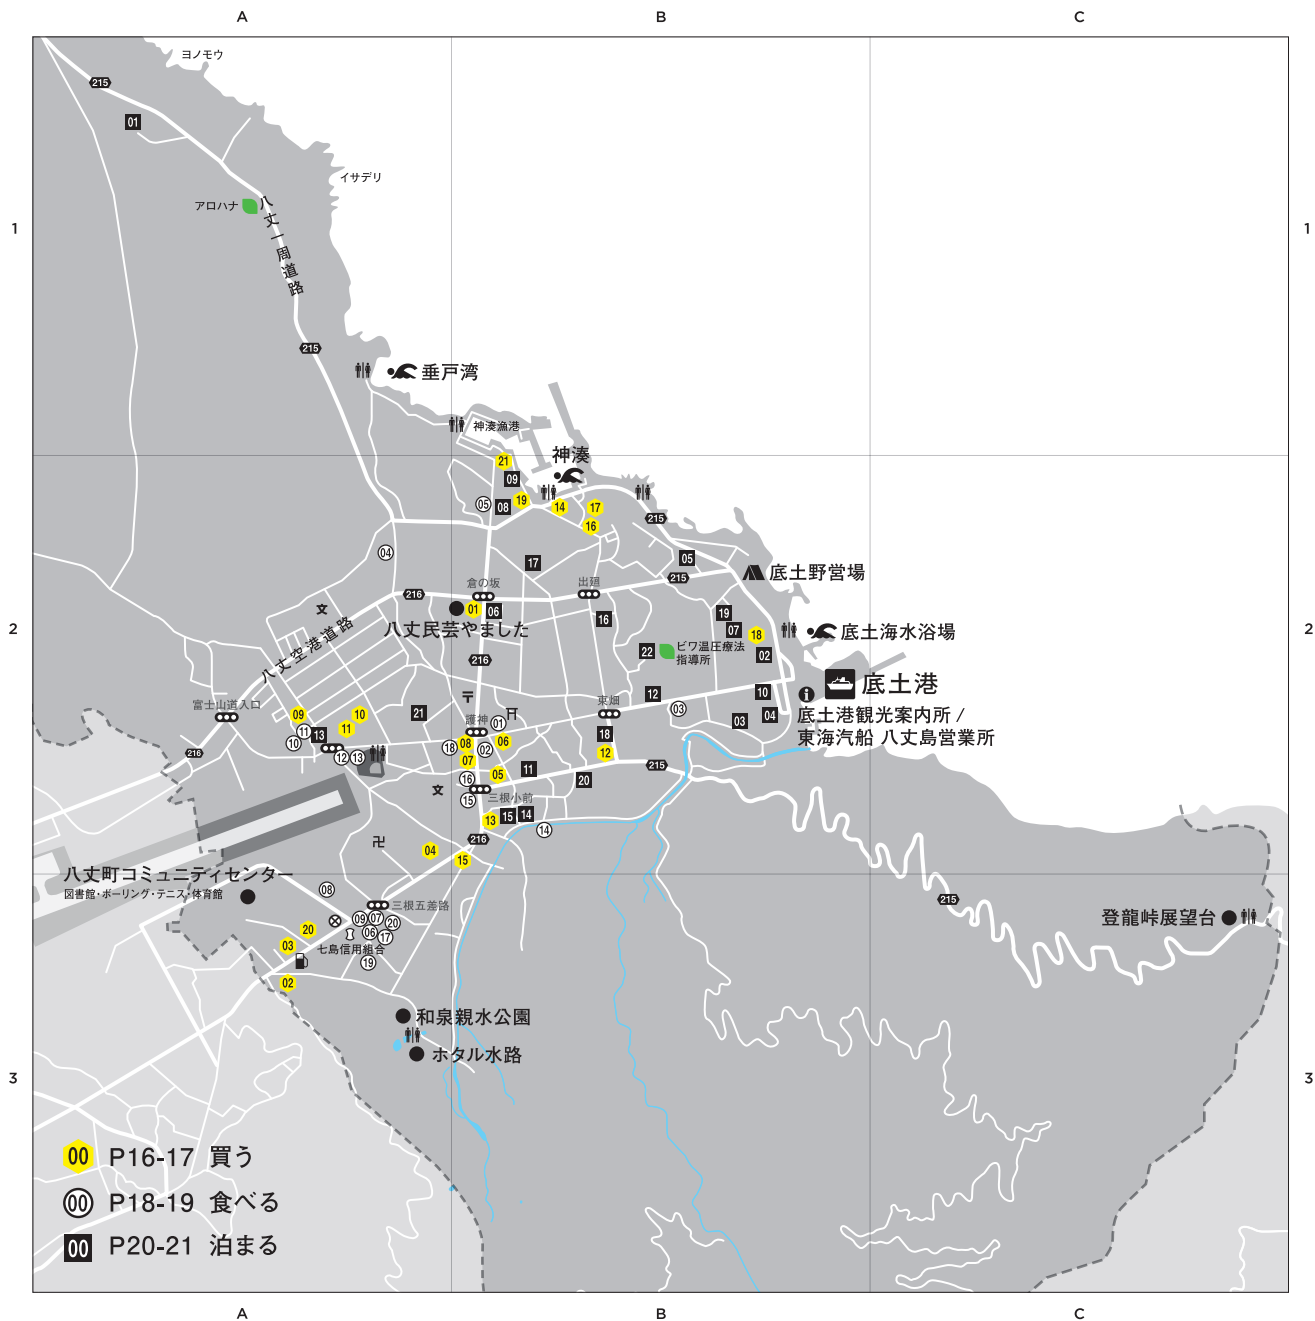 A
B
C
1
1
ヨノモウ
215
01
イサデリ
アロハナ
八丈一周道路
215
垂戸湾
神湊漁港
神湊
21
09
05
08
19
14
17
16
215
04
17
05
底土野営場
倉の坂
出廻
215
216
01
06
八丈民芸やました
文
八丈空港道路
2
2
16
19
07
18
底土海水浴場
22
ビワ温圧療法
指導所
02
216
12
03
10
底土港
富士山道入口
09
10
11
11
10
13
12
13
21
〒
護神
01
東畑
18
12
03
04
底土港観光案内所 /
東海汽船 八丈島営業所
216
18
08
02
06
07
16
05
11
20
215
文
15
三根小前
13
15
14
14
216
卍
04
15
八丈町コミュニティセンター
図書館・ボーリング・テニス・体育館
08
三根五差路
09
07
20
06
17
20
03
七島信用組合
19
02
215
登龍峠展望台
和泉親水公園
ホタル水路
3
3
00 P16-17 買う
00 P18-19 食べる
00 P20-21 泊まる
A
B
C